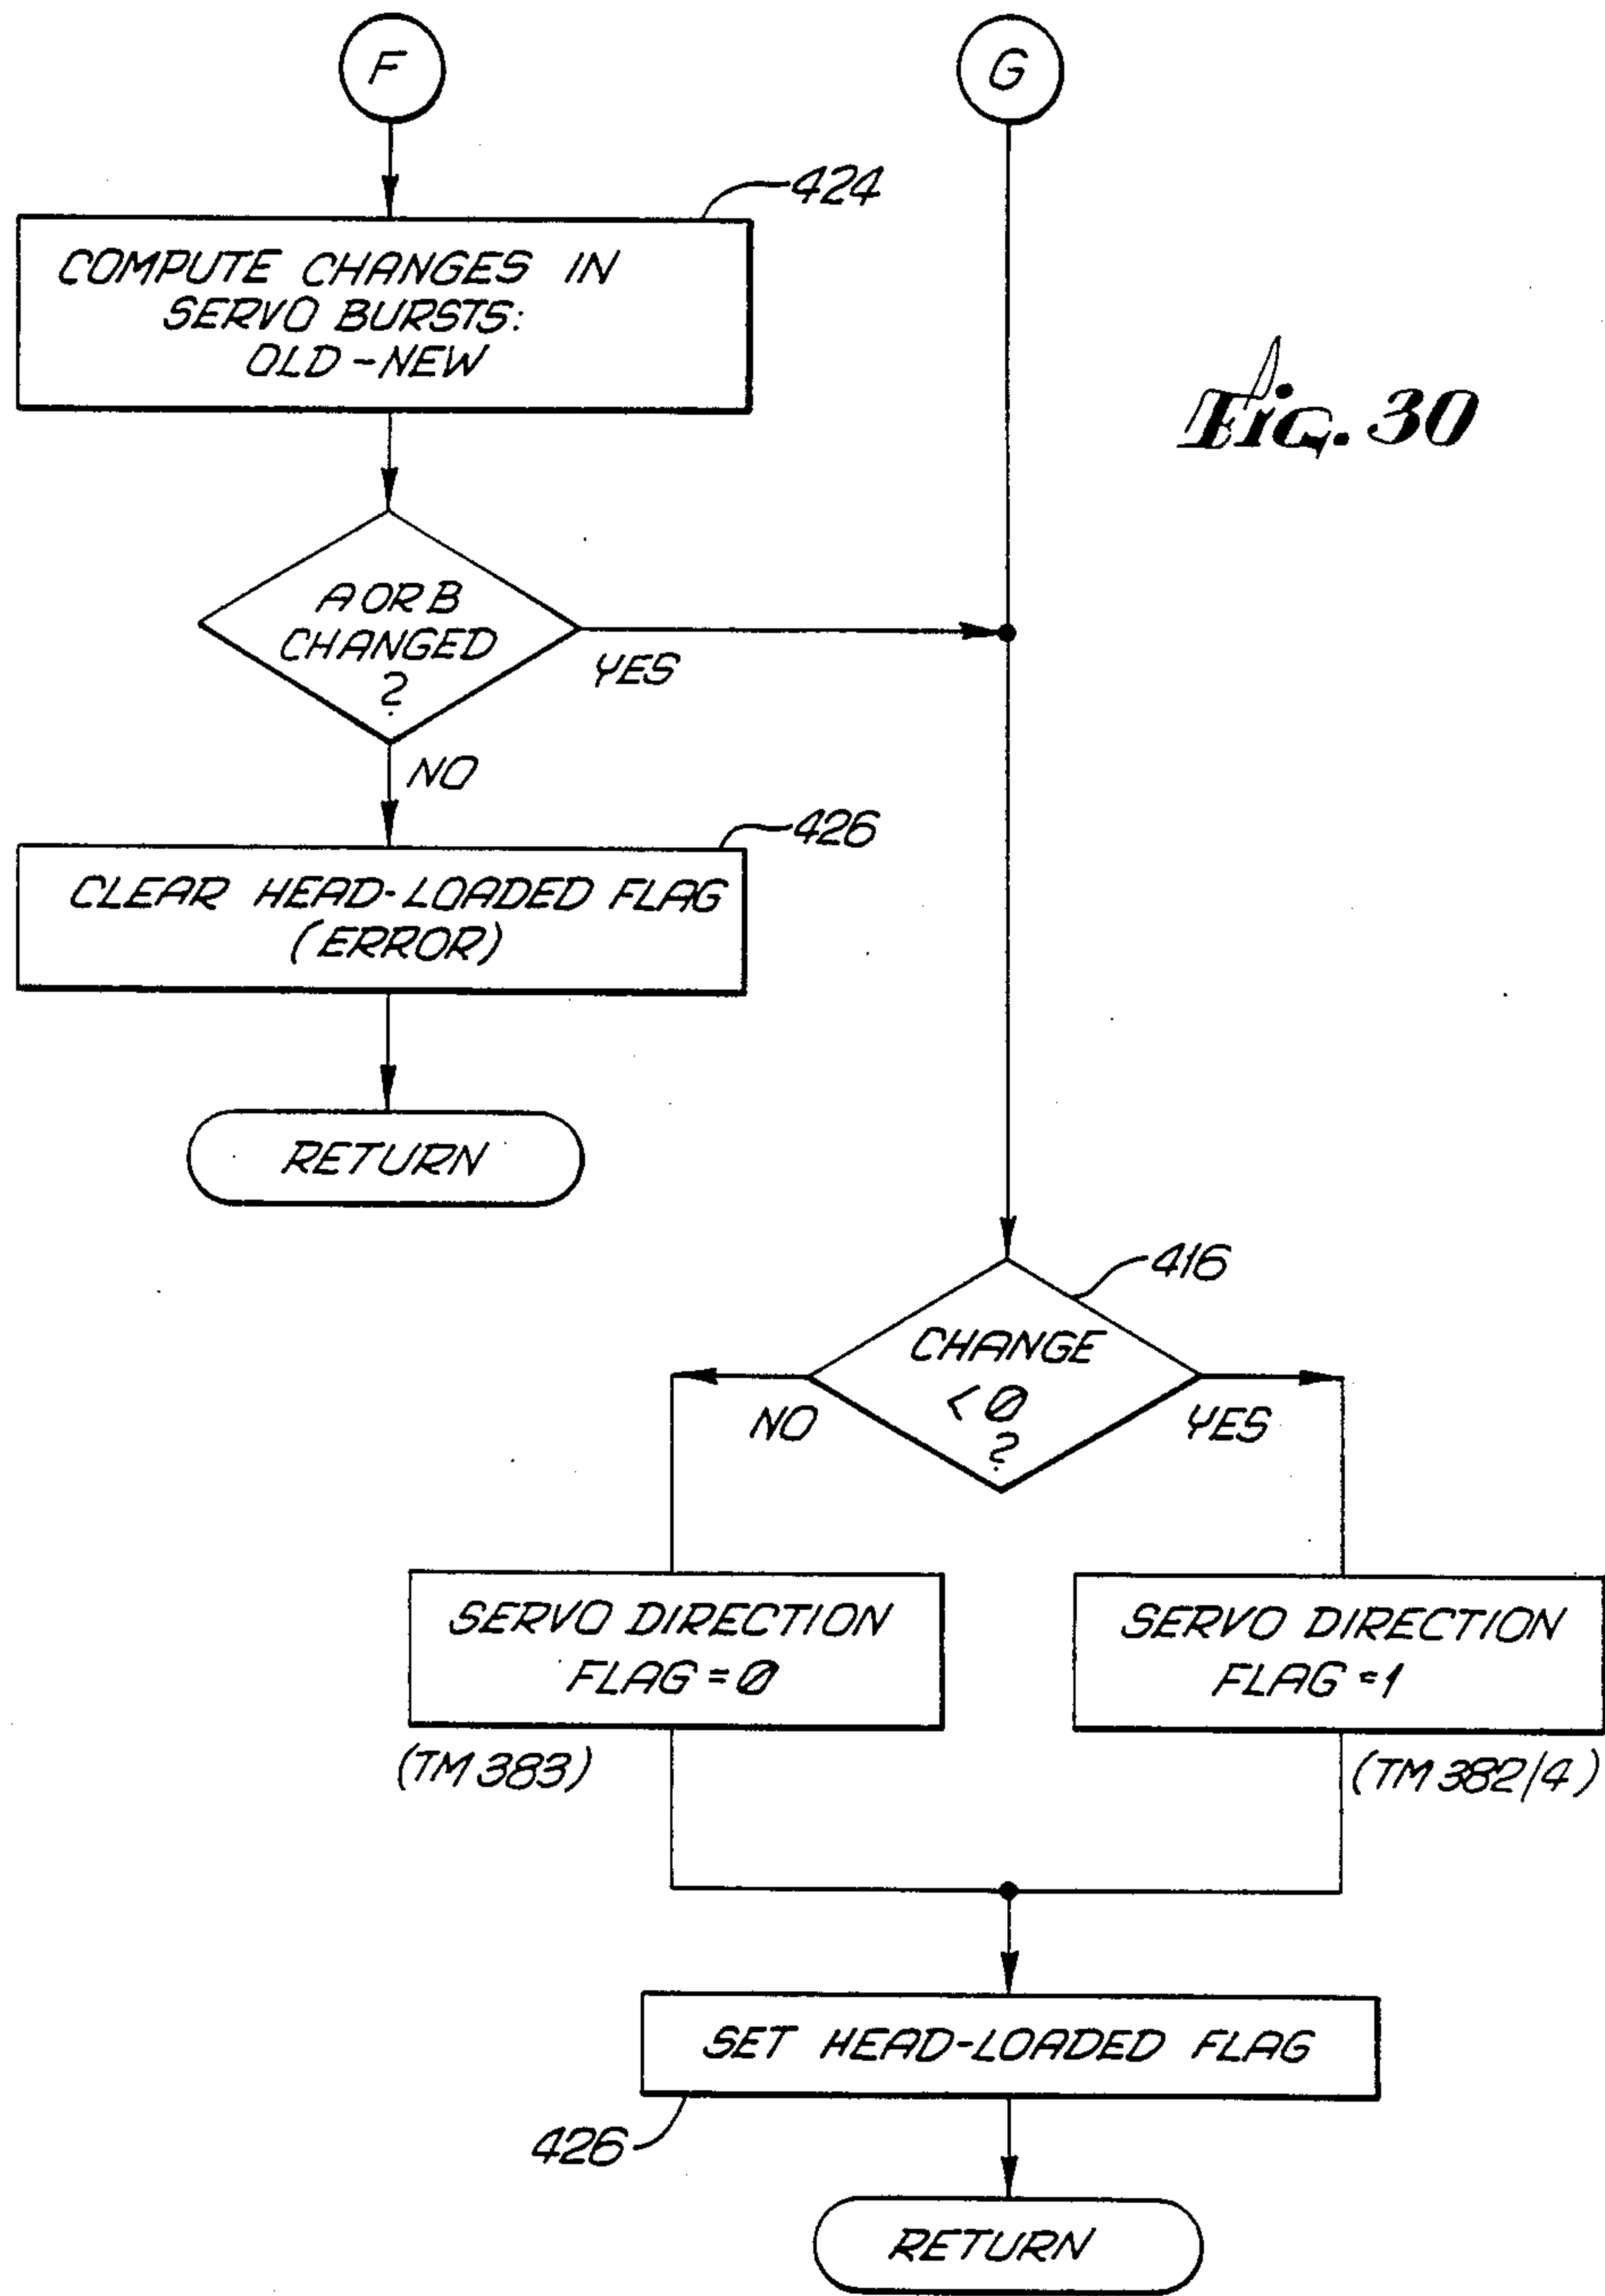 F
G
424
COMPUTE CHANGES IN
SERVO BURSTS:
OLD-NEW
Fig. 30
A OR B
CHANGED
?
YES
NO
426
CLEAR HEAD-LOADED FLAG
(ERROR)
RETURN
416
CHANGE
<0
?
NO
YES
SERVO DIRECTION
FLAG=0
(TM 383)
SERVO DIRECTION
FLAG=1
(TM 382/4)
SET HEAD-LOADED FLAG
426
RETURN